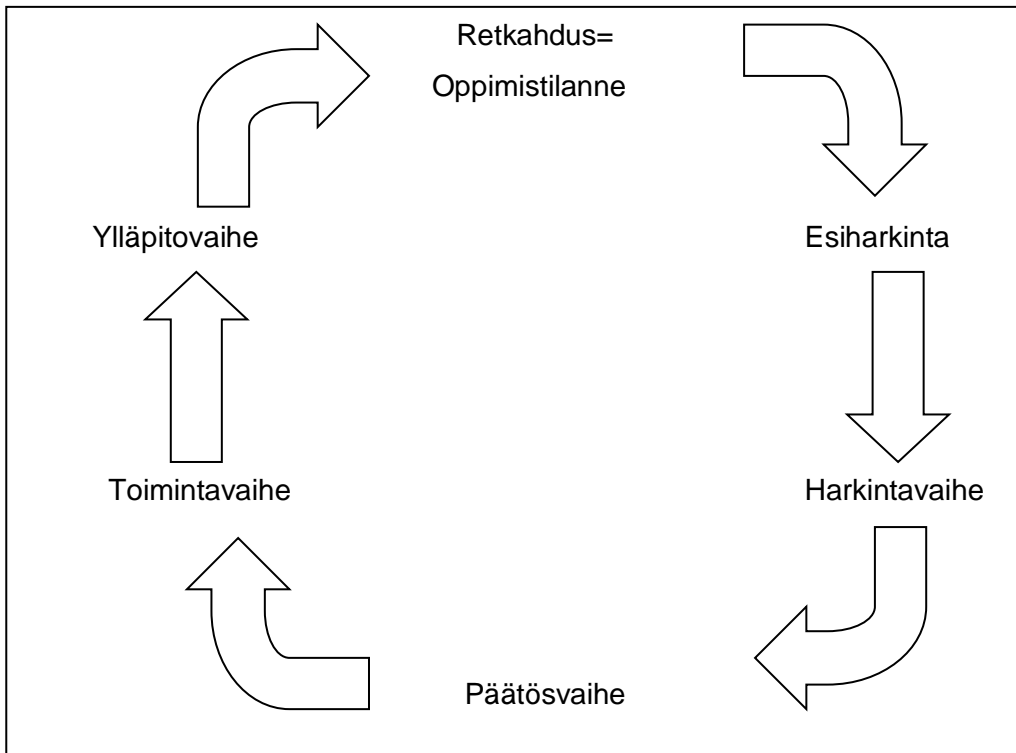 Retkahdus=
Oppimistilanne
Ylläpitovaihe
Esiharkinta
Toimintavaihe
Harkintavaihe
Päätösvaihe